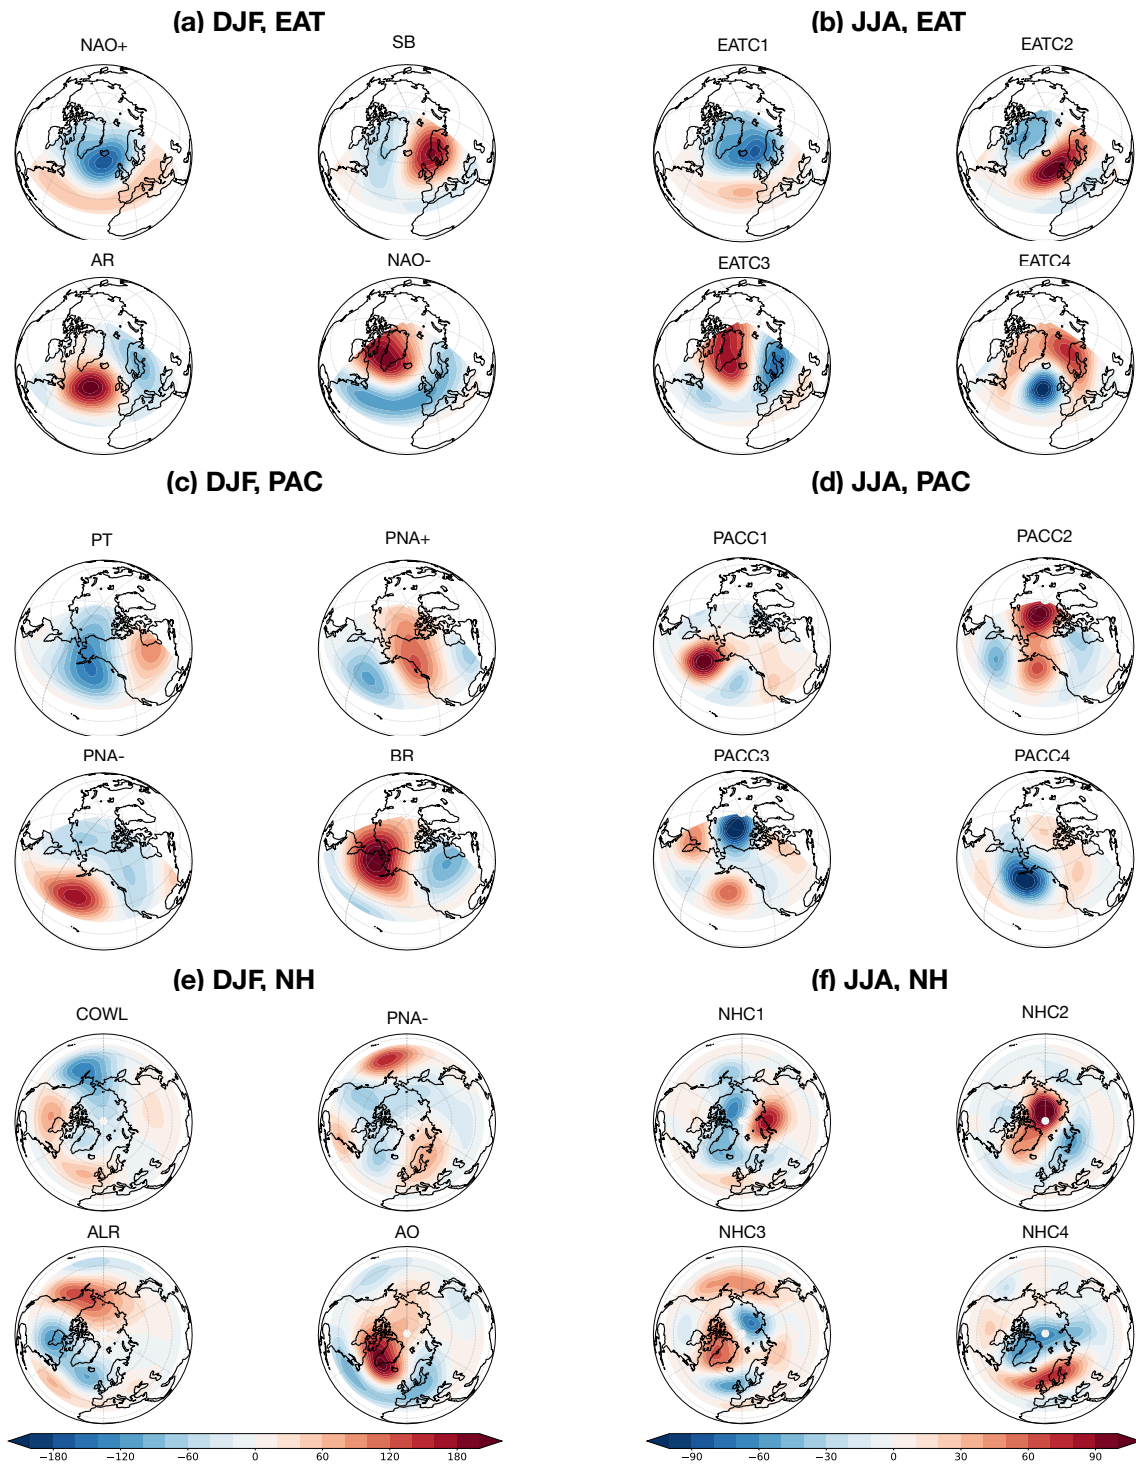 (a) DJF, EAT
(b) JJA, EAT
NAO+
SB
EATC1
EATC2
AR
NAO-
EATC3
EATC4
(c) DJF, PAC
(d) JJA, PAC
PT
PNA+
PACC1
PACC2
PNA-
BR
PACC3
PACC4
(e) DJF, NH
(f) JJA, NH
COWL
PNA-
NHC1
NHC2
ALR
AO
NHC3
NHC4
−180 −120 −60 0 60 120 180
−90 −60 −30 0 30 60 90